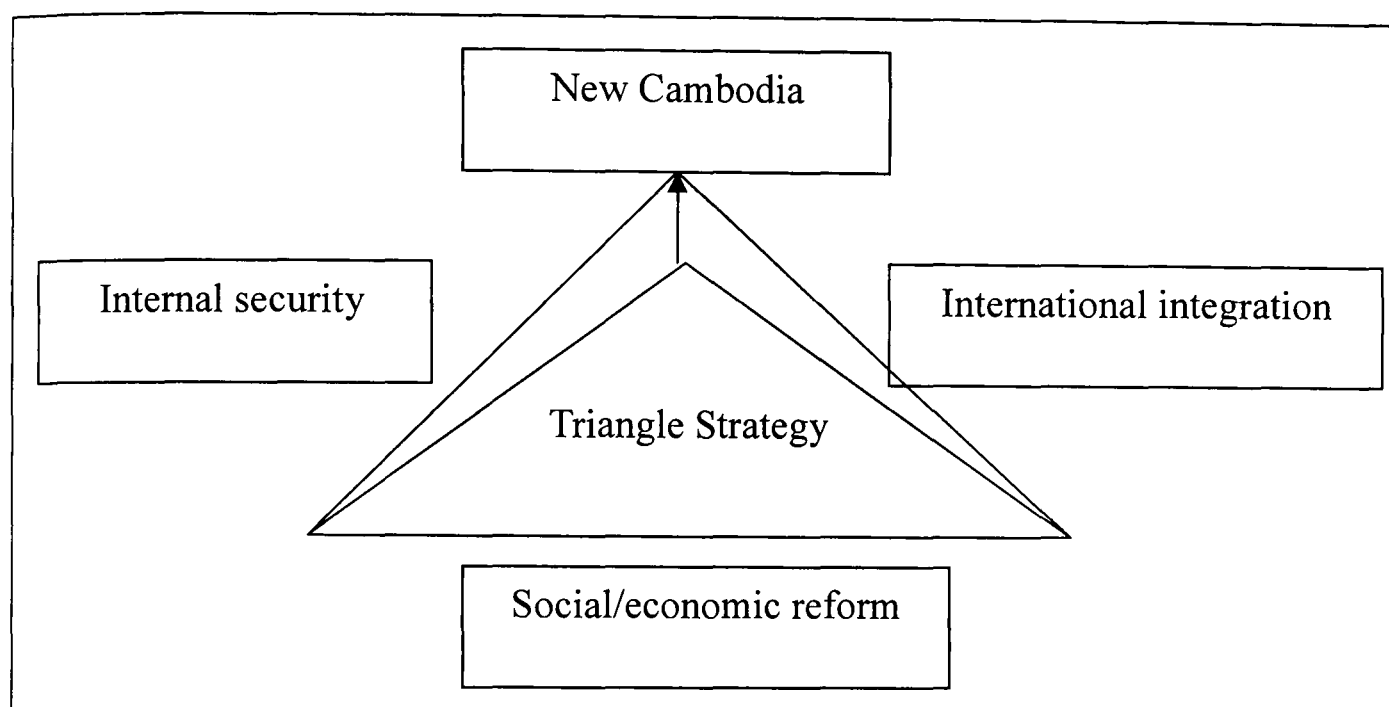 New Cambodia
Internal security
International integration
Triangle Strategy
Social/economic reform